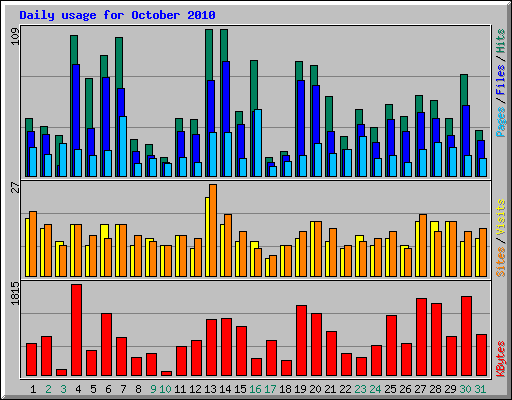 Daily usage for October 2010
109
Pages / Files / Hits
27
Sites / Visits
1815
KBytes
1 2 3 4 5 6 7 8 9 10 11 12 13 14 15 16 17 18 19 20 21 22 23 24 25 26 27 28 29 30 31